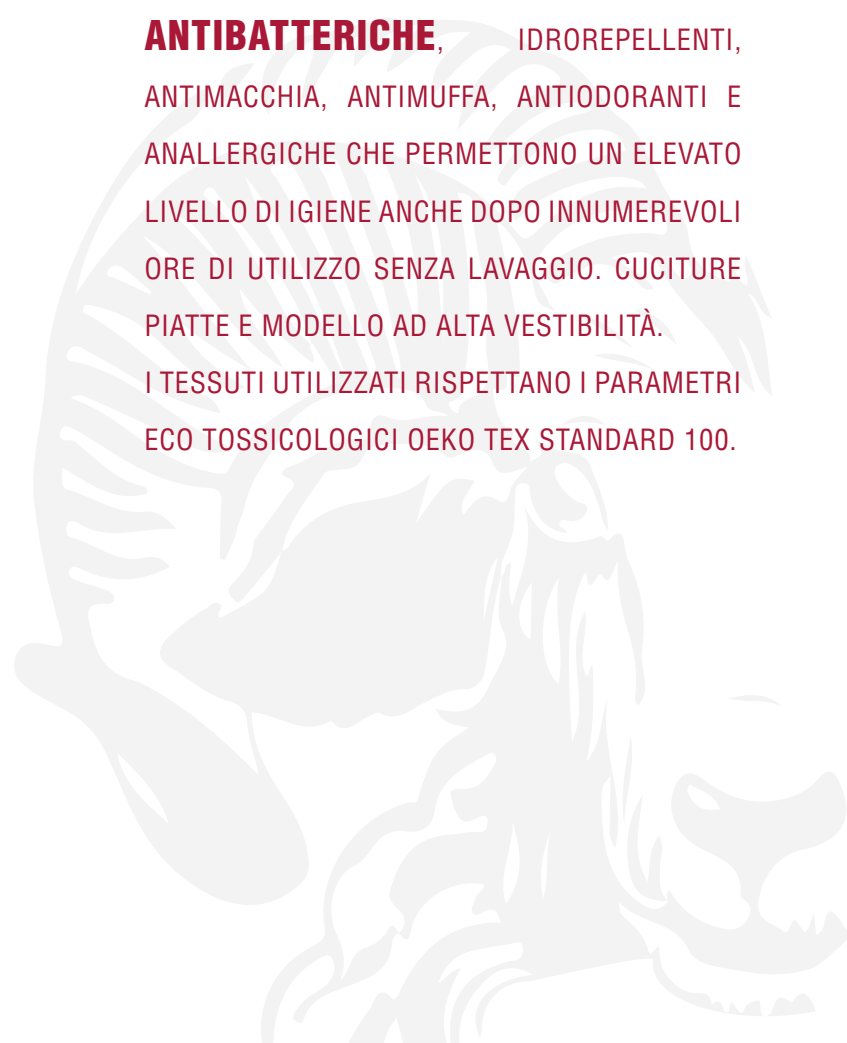 ANTIBATTERICHE, IDROREPELLENTI,
ANTIMACCHIA, ANTIMUFFA, ANTIODORANTI E
ANALLERGICHE CHE PERMETTONO UN ELEVATO
LIVELLO DI IGIENE ANCHE DOPO INNUMEREVOLI
ORE DI UTILIZZO SENZA LAVAGGIO. CUCITURE
PIATTE E MODELLO AD ALTA VESTIBILITÀ.
I TESSUTI UTILIZZATI RISPETTANO I PARAMETRI
ECO TOSSICOLOGICI OEKO TEX STANDARD 100.